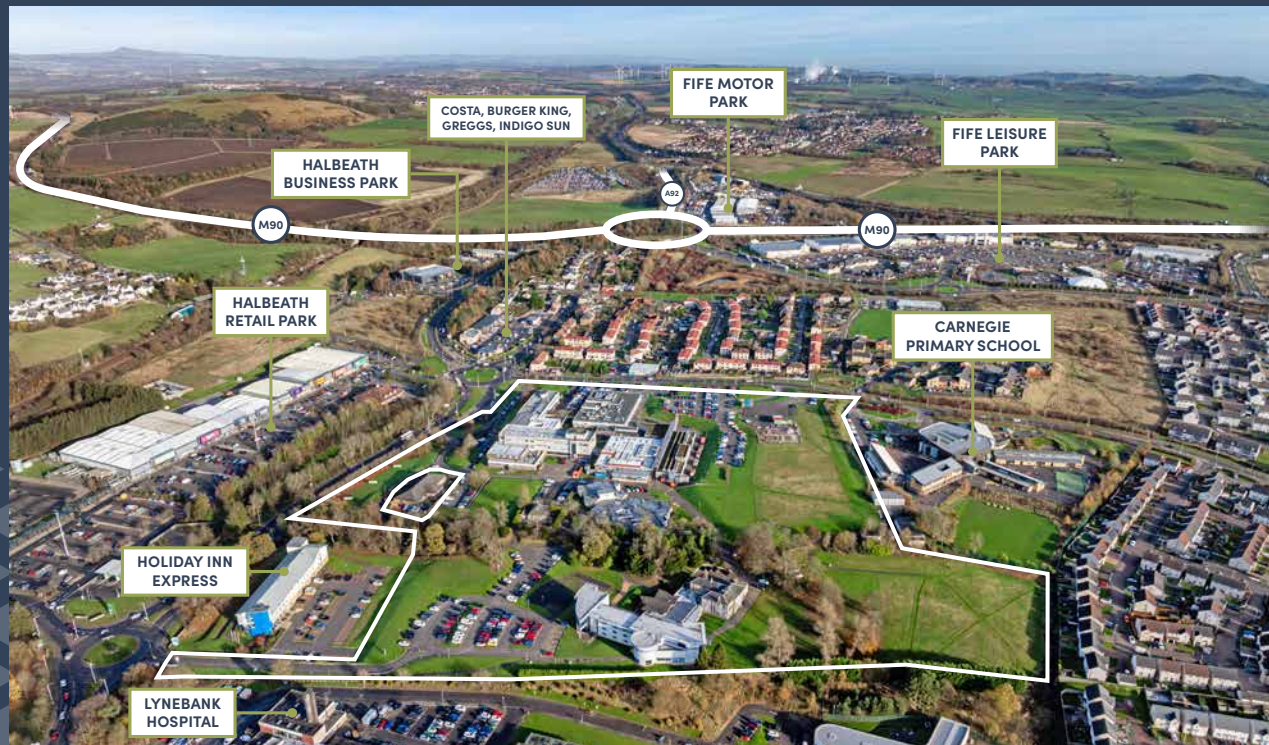 FIFE MOTOR
PARK
COSTA, BURGER KING,
GREGGS, INDIGO SUN
FIFE LEISURE
PARK
HALBEATH
BUSINESS PARK
A92
M90
M90
HALBEATH
RETAIL PARK
CARNEGIE
PRIMARY SCHOOL
HOLIDAY INN
EXPRESS
LYNEBANK
HOSPITAL